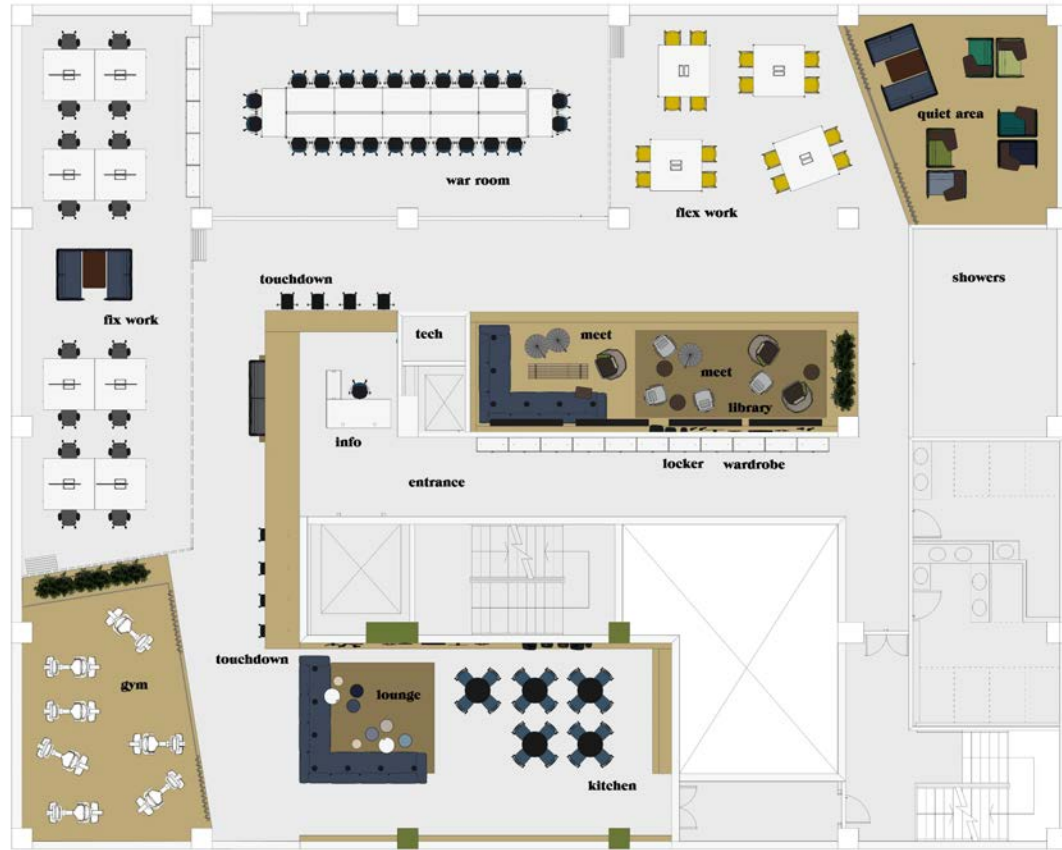 quiet area
war room
flex work
touchdown
showers
fix work
tech
meet
meet
library
info
locker
wardrobe
entrance
touchdown
gym
lounge
kitchen